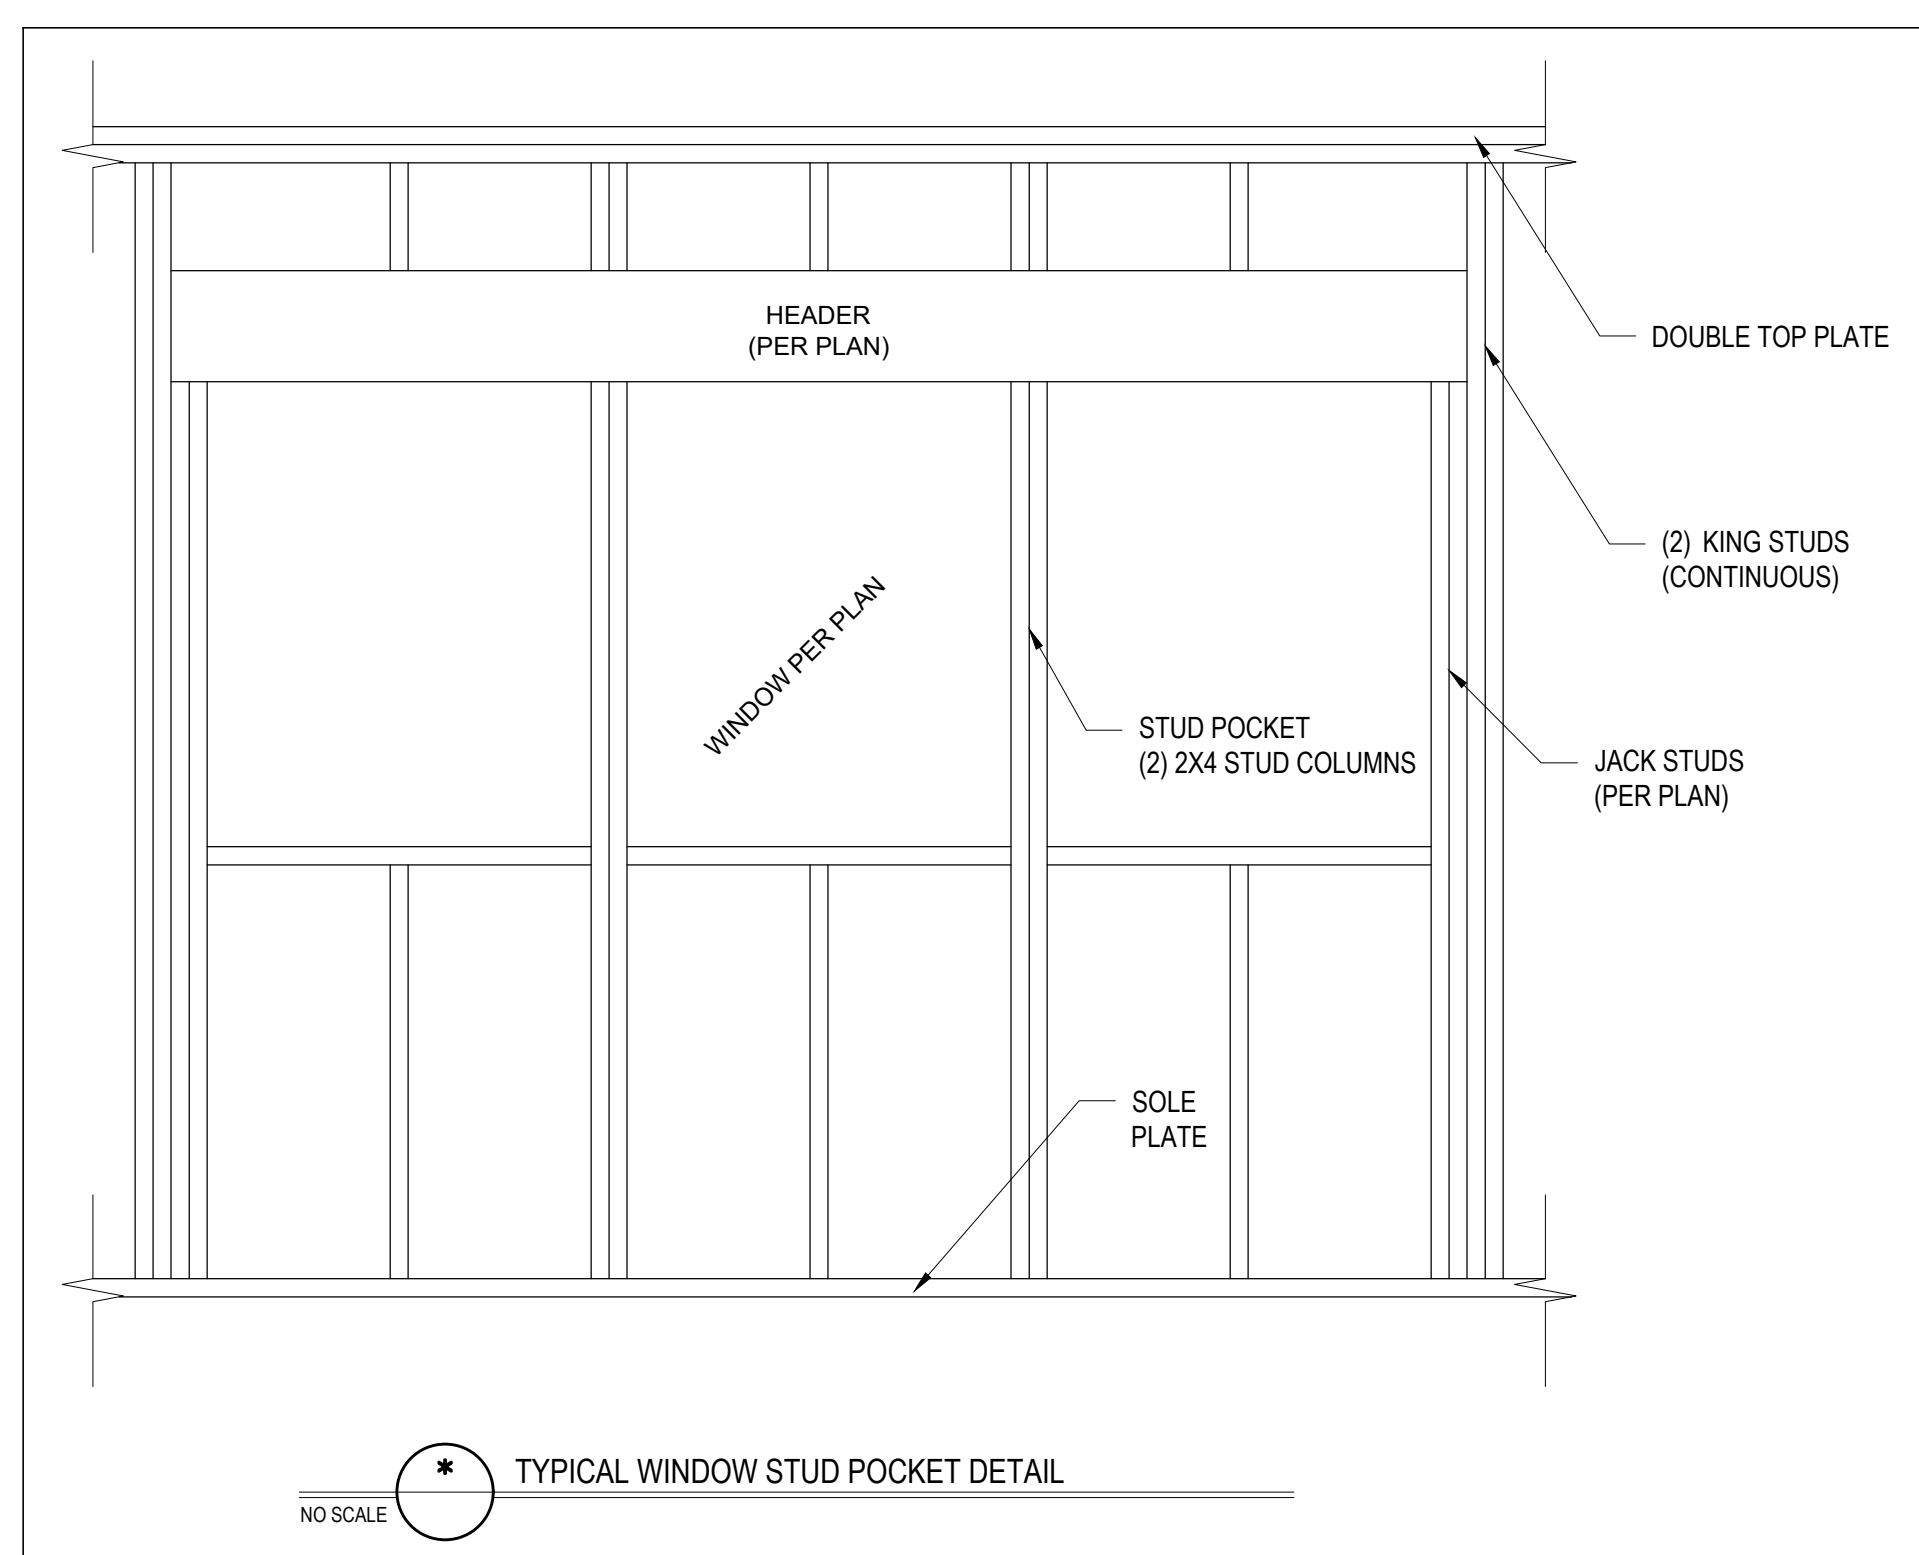 HEADER
(PER PLAN)
DOUBLE TOP PLATE
(2) KING STUDS
(CONTINUOUS)
WINDOW PER PLAN
STUD POCKET
(2) 2X4 STUD COLUMNS
JACK STUDS
(PER PLAN)
SOLE
PLATE
*
TYPICAL WINDOW STUD POCKET DETAIL
NO SCALE